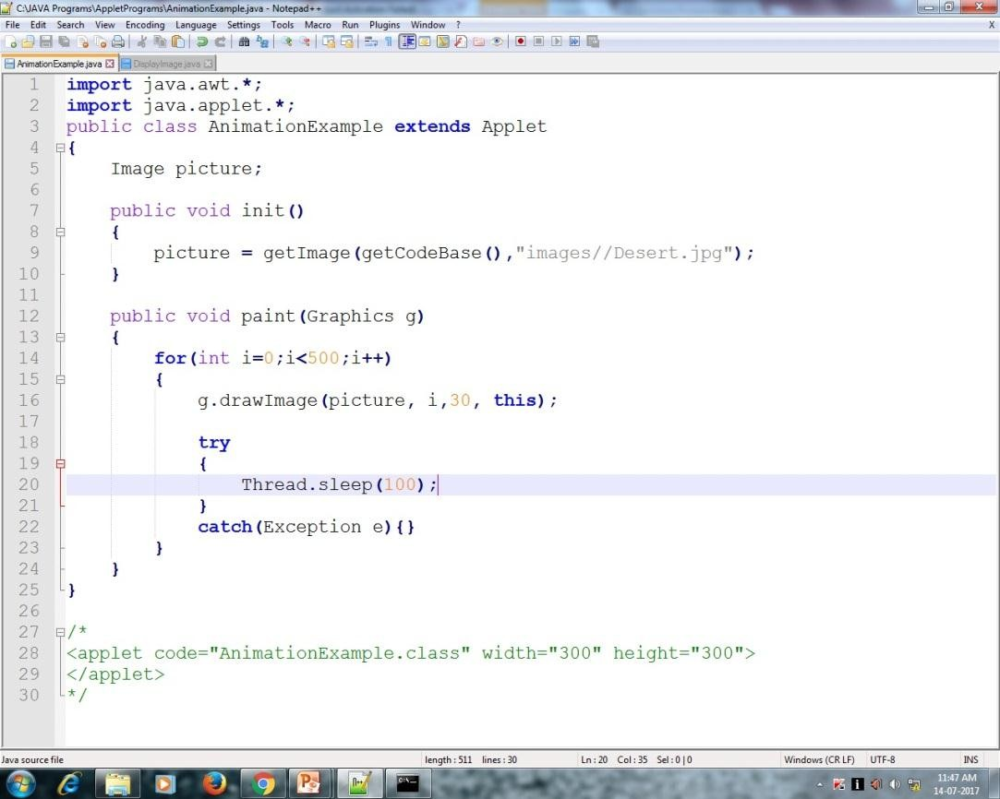 C:\JAVA Programs\AppletPrograms\AnimationExample.java - Notepad++
File Edit Search View Encoding Language Settings Tools Macro Run Plugins Window ? X
AnimationExample.java DisplayImage.java
1 import java.awt.*;
2 import java.applet.*;
3 public class AnimationExample extends Applet
4 {
5 Image picture;
6
7 public void init()
8 {
9 picture = getImage(getCodeBase(),"images//Desert.jpg");
10 }
11
12 public void paint(Graphics g)
13 {
14 for(int i=0;i<500;i++)
15 {
16 g.drawImage(picture, i,30, this);
17
18 try
19 {
20 Thread.sleep(100);
21 }
22 catch(Exception e){}
23 }
24 }
25 }
26
27 /*
28 <applet code="AnimationExample.class" width="300" height="300">
29 </applet>
30 */
Java source file length : 511 lines : 30 Ln : 20 Col : 35 Sel : 0 | 0 Windows (CR LF) UTF-8 INS
11:47 AM
14-07-2017